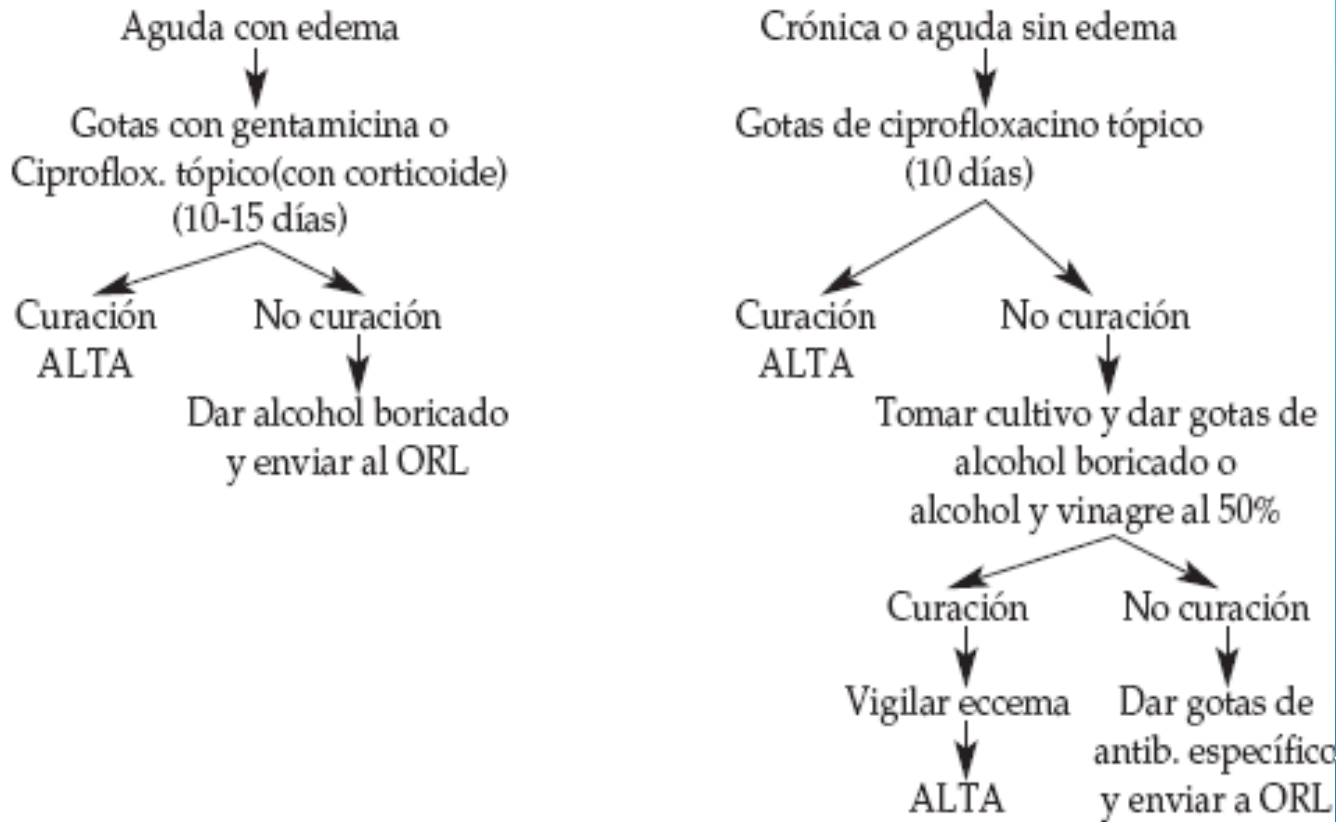 Aguda con edema
Gotas con gentamicina o
Ciproflox. tópico(con corticoide)
(10-15 días)
Curación
ALTA
No curación
Dar alcohol boricado
y enviar al ORL
Crónica o aguda sin edema
Gotas de ciprofloxacino tópico
(10 días)
Curación
ALTA
No curación
Tomar cultivo y dar gotas de
alcohol boricado o
alcohol y vinagre al 50%
Curación
Vigilar eccema
ALTA
No curación
Dar gotas de
antib. específico
y enviar a ORL